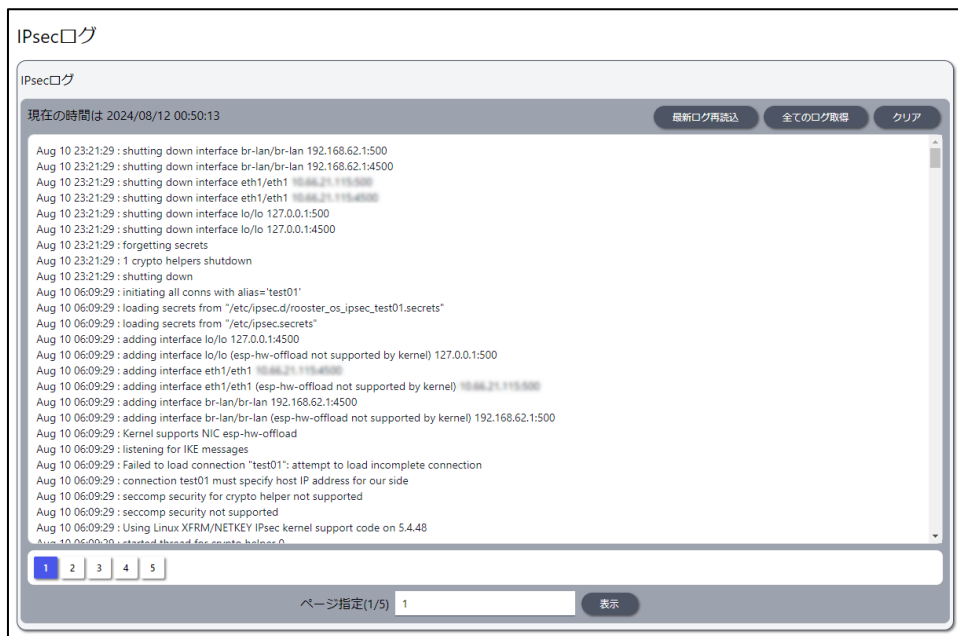 IPsecログ
IPsecログ
現在の時間は 2024/08/12 00:50:13
最新ログ再読込
全てのログ取得
クリア
Aug 10 23:21:29 : shutting down interface br-lan/br-lan 192.168.62.1:500
Aug 10 23:21:29 : shutting down interface br-lan/br-lan 192.168.62.1:4500
Aug 10 23:21:29 : shutting down interface eth1/eth1
Aug 10 23:21:29 : shutting down interface eth1/eth1
Aug 10 23:21:29 : shutting down interface lo/lo 127.0.0.1:500
Aug 10 23:21:29 : shutting down interface lo/lo 127.0.0.1:4500
Aug 10 23:21:29 : forgetting secrets
Aug 10 23:21:29 : 1 crypto helpers shutdown
Aug 10 23:21:29 : shutting down
Aug 10 06:09:29 : initiating all conns with alias='test01'
Aug 10 06:09:29 : loading secrets from "/etc/ipsec.d/rooster_os_ipsec_test01.secrets"
Aug 10 06:09:29 : loading secrets from "/etc/ipsec.secrets"
Aug 10 06:09:29 : adding interface lo/lo 127.0.0.1:4500
Aug 10 06:09:29 : adding interface lo/lo (esp-hw-offload not supported by kernel) 127.0.0.1:500
Aug 10 06:09:29 : adding interface eth1/eth1
Aug 10 06:09:29 : adding interface eth1/eth1 (esp-hw-offload not supported by kernel)
Aug 10 06:09:29 : adding interface br-lan/br-lan 192.168.62.1:4500
Aug 10 06:09:29 : adding interface br-lan/br-lan (esp-hw-offload not supported by kernel) 192.168.62.1:500
Aug 10 06:09:29 : Kernel supports NIC esp-hw-offload
Aug 10 06:09:29 : listening for IKE messages
Aug 10 06:09:29 : Failed to load connection "test01": attempt to load incomplete connection
Aug 10 06:09:29 : connection test01 must specify host IP address for our side
Aug 10 06:09:29 : seccomp security for crypto helper not supported
Aug 10 06:09:29 : seccomp security not supported
Aug 10 06:09:29 : Using Linux XFRM/NETKEY IPsec kernel support code on 5.4.48
Aug 10 06:09:29 : started thread for crypto helper 0
1 2 3 4 5
ページ指定(1/5) 1 表示